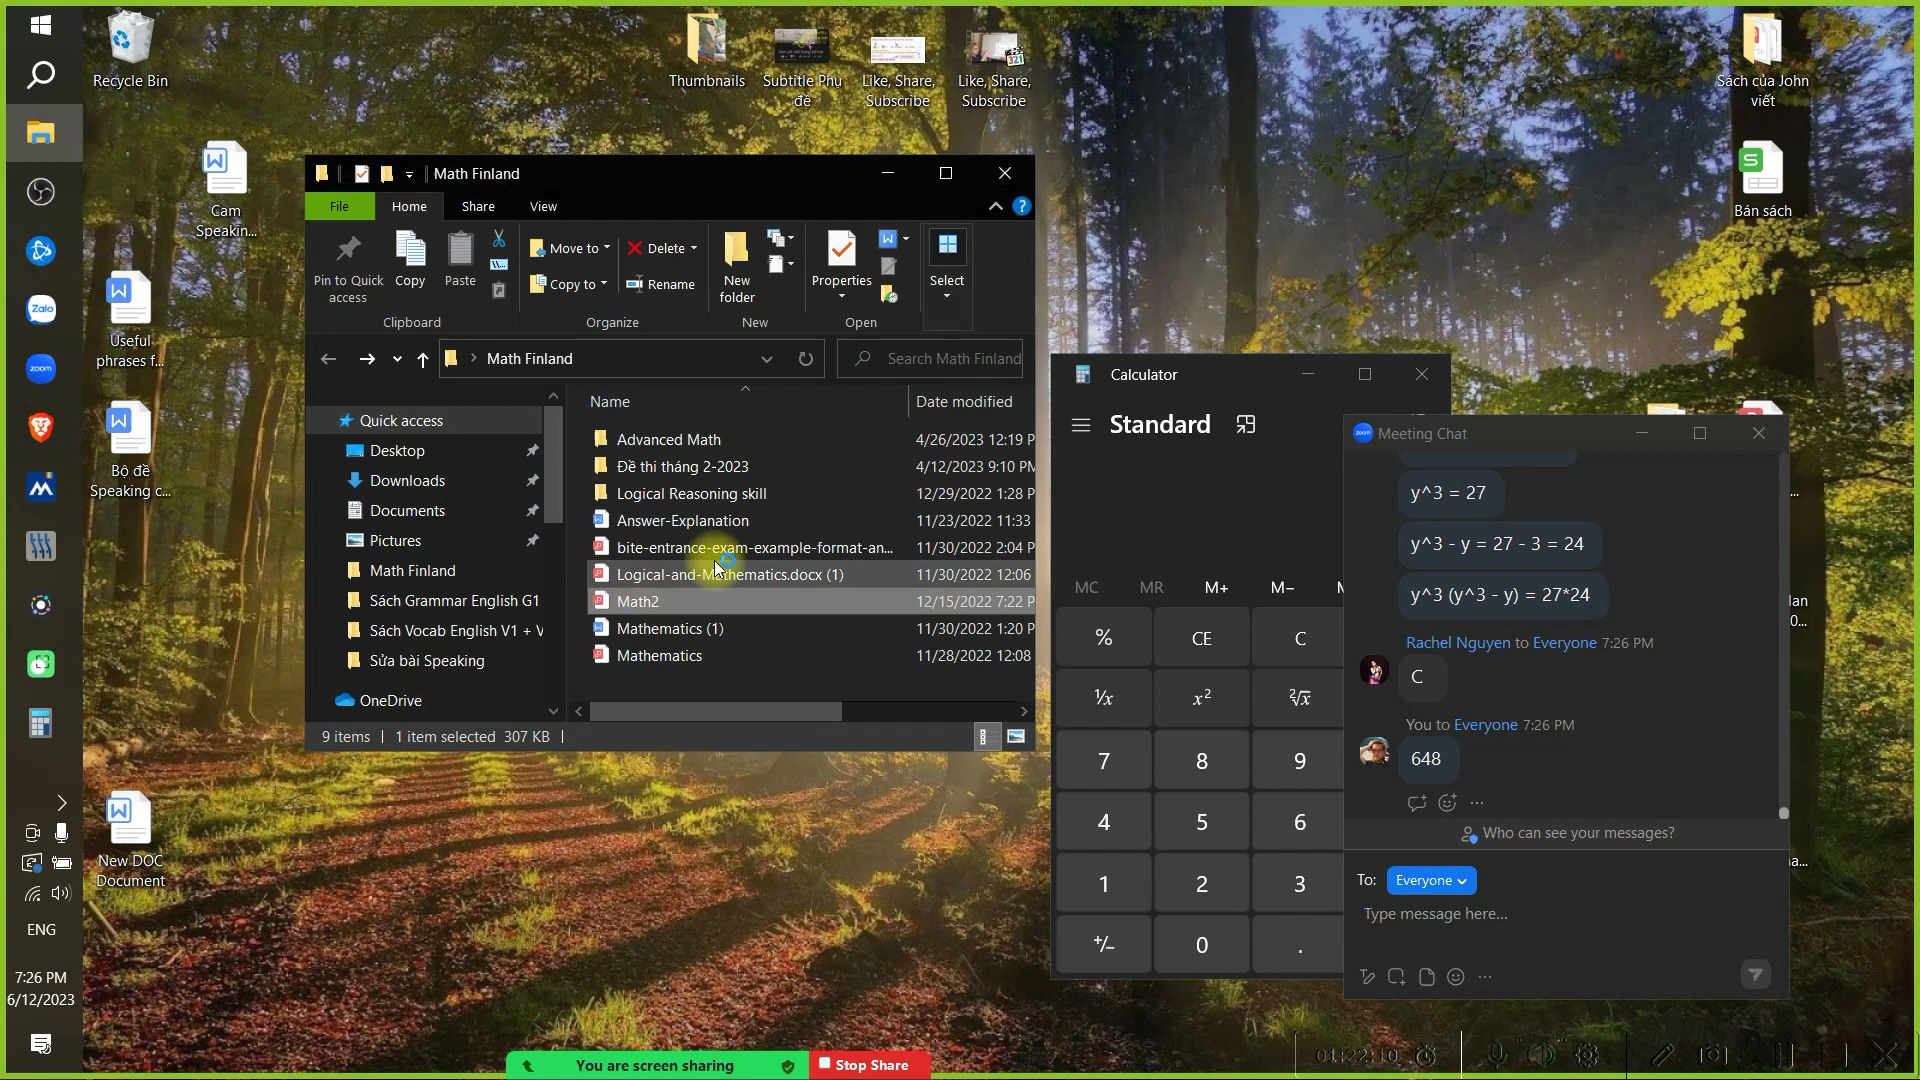 Recycle Bin
Thumbnails
Subtitle Phụ
đề
Like, Share,
Subscribe
Like, Share,
Subscribe
Sách của John
viết
Bán sách
Cam
Speakin...
Useful
phrases f...
Bộ đề
Speaking c...
New DOC
Document
Zalo
zoom
ENG
7:26 PM
6/12/2023
Math Finland
File
Home
Share
View
Pin to Quick
access
Copy
Paste
Move to
Copy to
Delete
Rename
New
folder
Properties
Select
Clipboard
Organize
New
Open
Math Finland
Search Math Finland
Name
Date modified
Quick access
Desktop
Downloads
Documents
Pictures
Math Finland
Sách Grammar English G1
Sách Vocab English V1 + V
Sửa bài Speaking
OneDrive
Advanced Math 4/26/2023 12:19 P
Đề thi tháng 2-2023 4/12/2023 9:10 PM
Logical Reasoning skill 12/29/2022 1:28 P
Answer-Explanation 11/23/2022 11:33
bite-entrance-exam-example-format-an... 11/30/2022 2:04 P
Logical-and-Mathematics.docx (1) 11/30/2022 12:06
Math2 12/15/2022 7:22 P
Mathematics (1) 11/30/2022 1:20 P
Mathematics 11/28/2022 12:08
9 items 1 item selected 307 KB
Calculator
Standard
MC MR M+ M− M
% CE C
⅟x x² ²√x
7 8 9
4 5 6
1 2 3
+/− 0 .
zoom Meeting Chat
y^3 = 27
y^3 - y = 27 - 3 = 24
y^3 (y^3 - y) = 27*24
Rachel Nguyen to Everyone 7:26 PM
C
You to Everyone 7:26 PM
648
Who can see your messages?
To: Everyone
Type message here...
lan
0...
a...
You are screen sharing
Stop Share
01:22:10